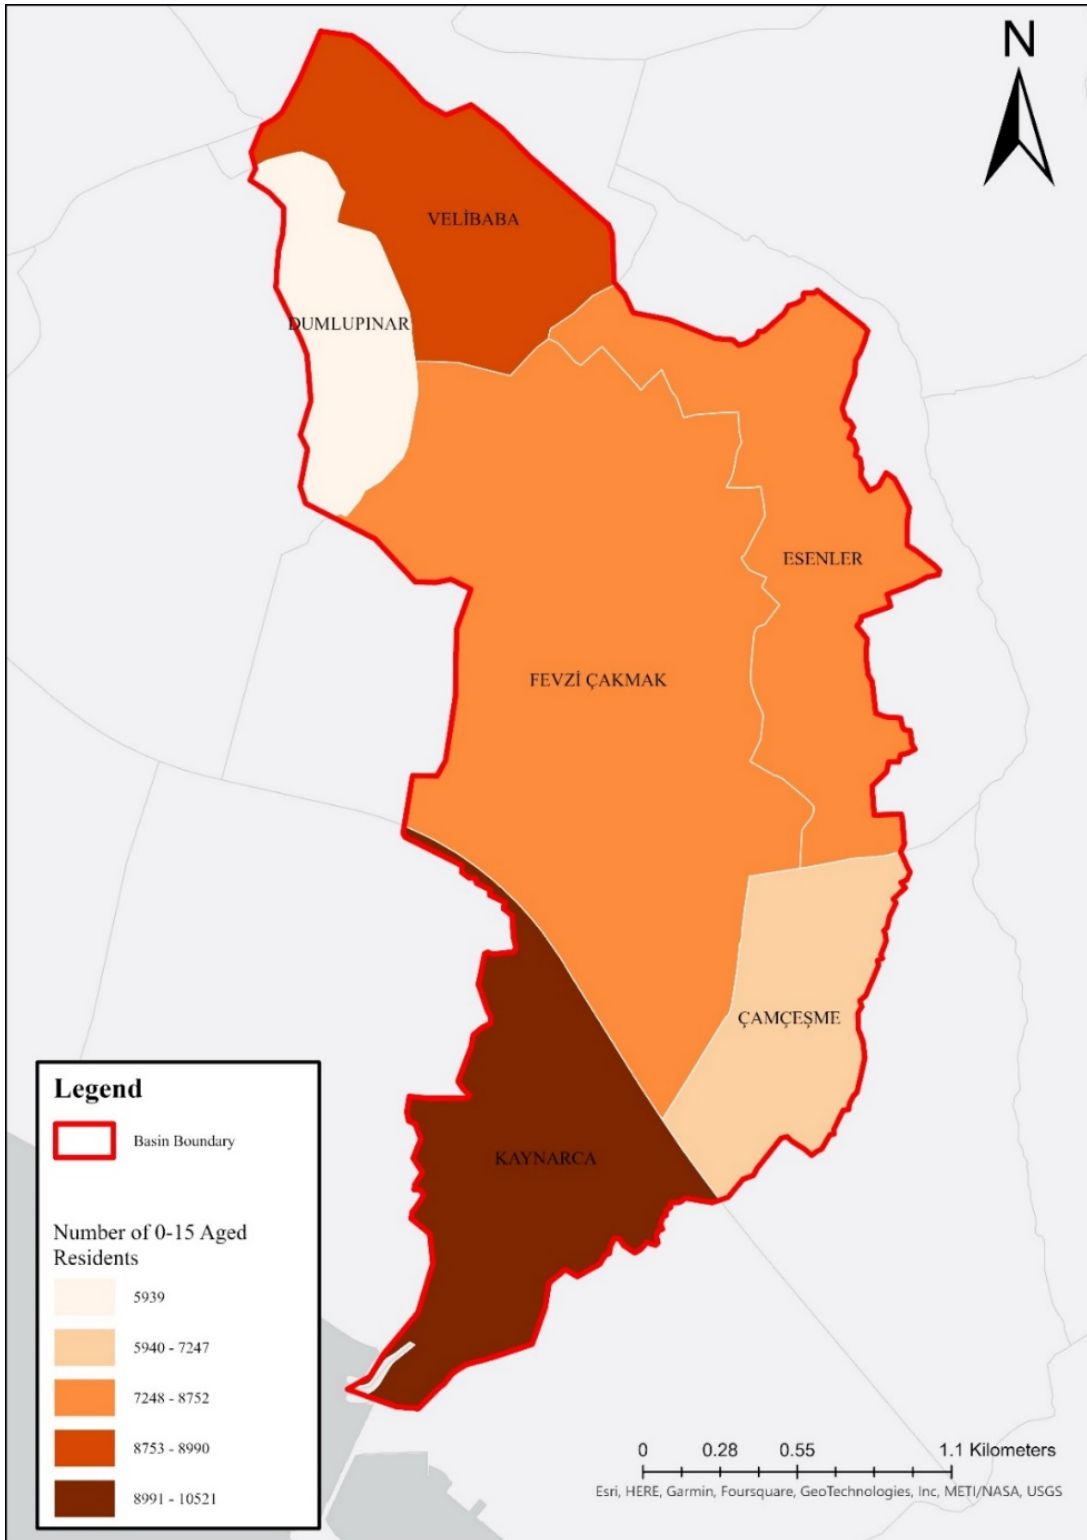 N
VELİBABA
DUMLUPINAR
ESENLER
FEVZİ ÇAKMAK
ÇAMÇEŞME
KAYNARCA
Legend
Basin Boundary
Number of 0-15 Aged
Residents
5939
5940 - 7247
7248 - 8752
8753 - 8990
8991 - 10521
0 0.28 0.55 1.1 Kilometers
Esri, HERE, Garmin, Foursquare, GeoTechnologies, Inc, METI/NASA, USGS